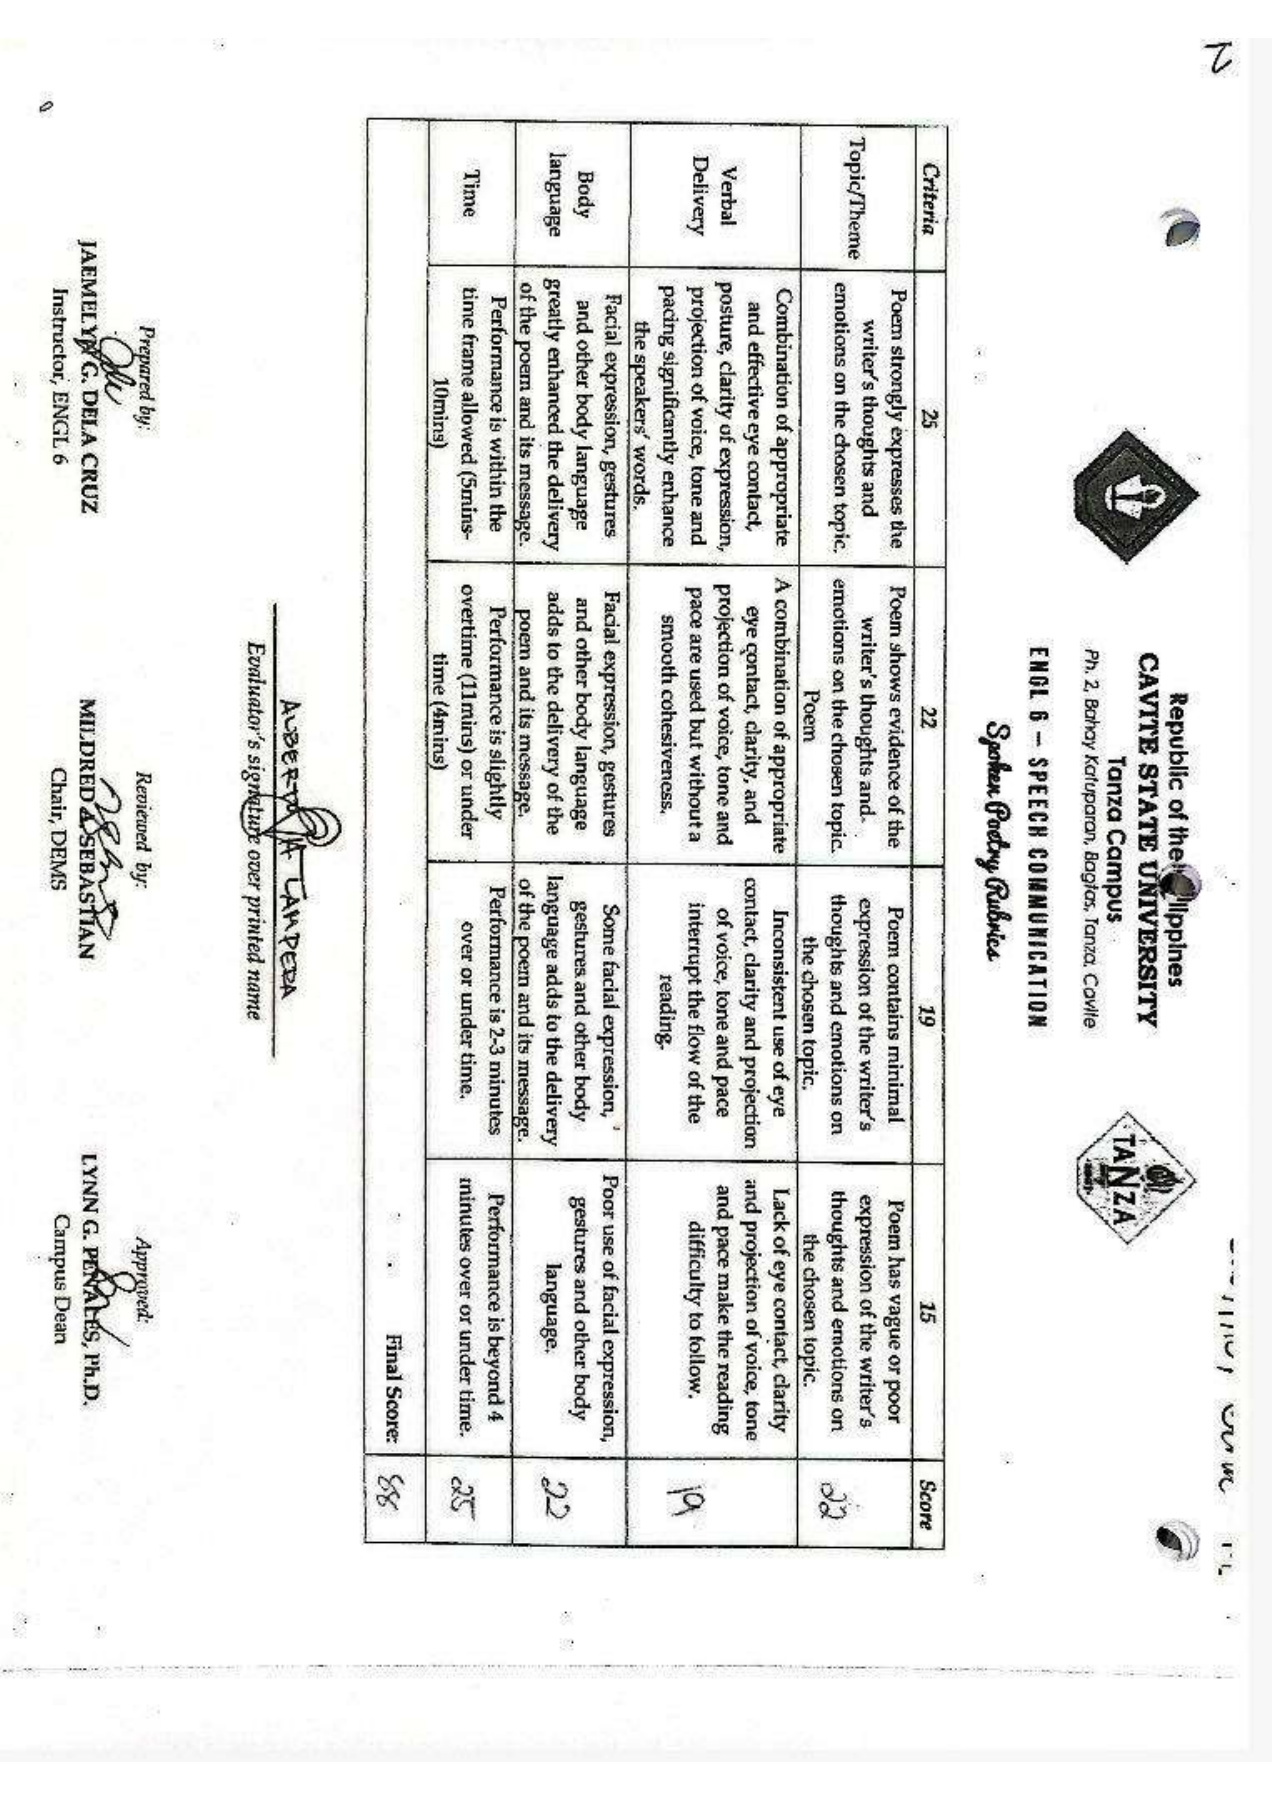 Republic of the Philippines
CAVITE STATE UNIVERSITY
Tanza Campus
Ph. 2, Bahay Katuparan, Bagtas, Tanza, Cavite
TANZA
ENGL 6 – SPEECH COMMUNICATION
Spoken Poetry Rubrics
Criteria 25 22 19 15 Score
Topic/Theme
Poem strongly expresses the
writer's thoughts and
emotions on the chosen topic.
Poem shows evidence of the
writer's thoughts and
emotions on the chosen topic.
Poem
Poem contains minimal
expression of the writer's
thoughts and emotions on
the chosen topic.
Poem has vague or poor
expression of the writer's
thoughts and emotions on
the chosen topic.
22
Verbal
Delivery
Combination of appropriate
and effective eye contact,
posture, clarity of expression,
projection of voice, tone and
pacing significantly enhance
the speakers' words.
A combination of appropriate
eye contact, clarity, and
projection of voice, tone and
pace are used but without a
smooth cohesiveness.
Inconsistent use of eye
contact, clarity and projection
of voice, tone and pace
interrupt the flow of the
reading.
Lack of eye contact, clarity
and projection of voice, tone
and pace make the reading
difficulty to follow.
19
Body
language
Facial expression, gestures
and other body language
greatly enhanced the delivery
of the poem and its message.
Facial expression, gestures
and other body language
adds to the delivery of the
poem and its message.
Some facial expression,
gestures and other body
language adds to the delivery
of the poem and its message.
Poor use of facial expression,
gestures and other body
language.
22
Time
Performance is within the
time frame allowed (5mins-
10mins)
Performance is slightly
overtime (11mins) or under
time (4mins)
Performance is 2-3 minutes
over or under time.
Performance is beyond 4
minutes over or under time.
25
Final Score: 88
LAMPERA
Evaluator's signature over printed name
Prepared by:
JAEMELYN G. DELA CRUZ
Instructor, ENGL 6
Reviewed by:
MILDRED A. SEBASTIAN
Chair, DEMS
Approved:
LYNN G. PEÑALES, Ph.D.
Campus Dean